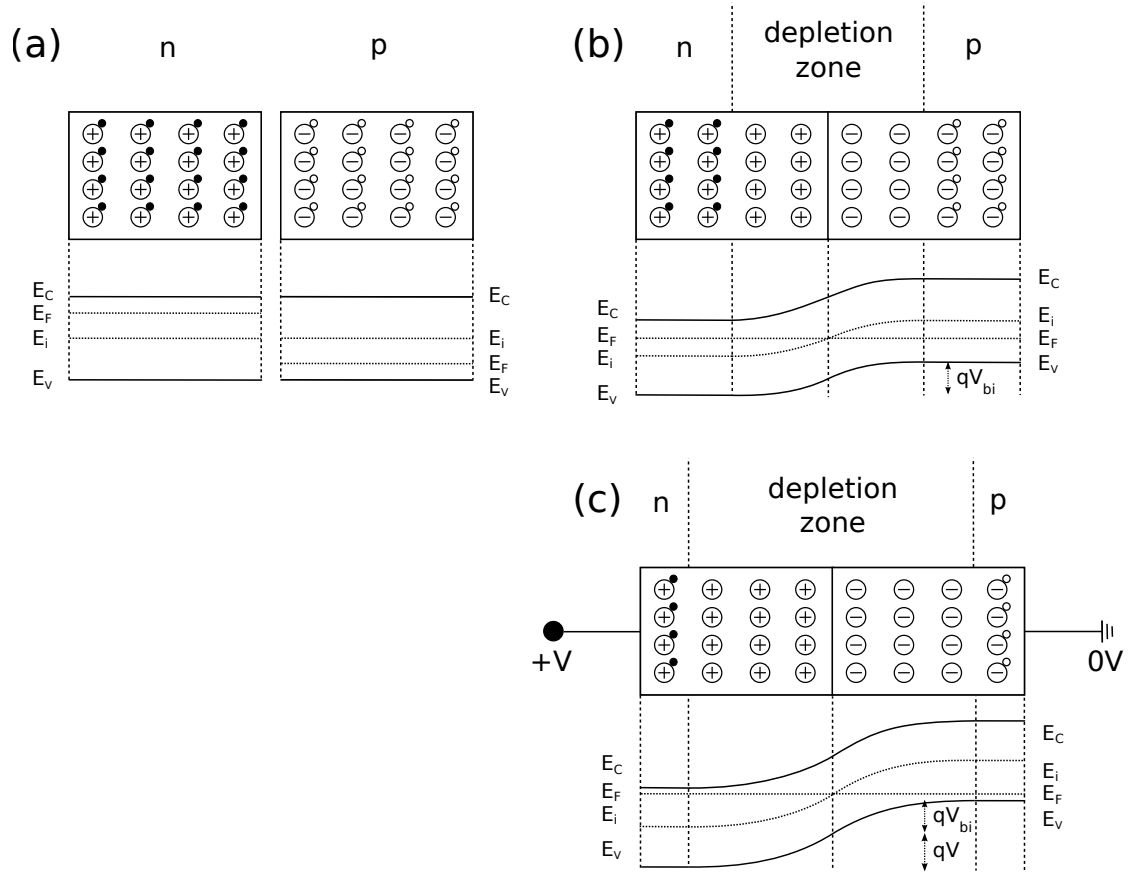 (a)
n
p
E_C
E_F
E_i
E_V
E_C
E_i
E_F
E_V
(b)
n
depletion
zone
p
E_C
E_F
E_i
E_V
E_C
E_i
E_F
E_V
qV_bi
(c)
n
depletion
zone
p
+V
0V
E_C
E_F
E_i
E_V
E_C
E_i
E_F
E_V
qV_bi
qV